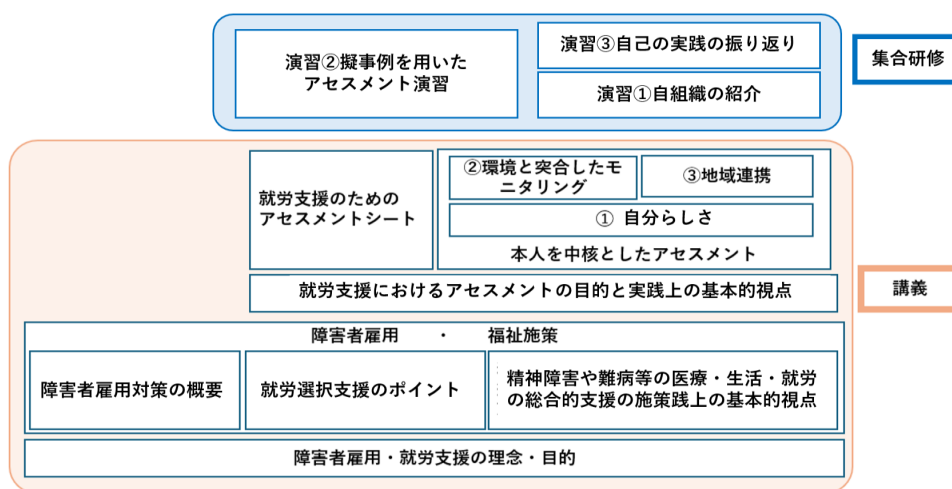 演習②擬事例を用いた
アセスメント演習
演習③自己の実践の振り返り
演習①自組織の紹介
集合研修
就労支援のための
アセスメントシート
②環境と突合したモ
ニタリング
③地域連携
① 自分らしさ
本人を中核としたアセスメント
就労支援におけるアセスメントの目的と実践上の基本的視点
講義
障害者雇用 ・ 福祉施策
障害者雇用対策の概要
就労選択支援のポイント
精神障害や難病等の医療・生活・就労
の総合的支援の施策践上の基本的視点
障害者雇用・就労支援の理念・目的